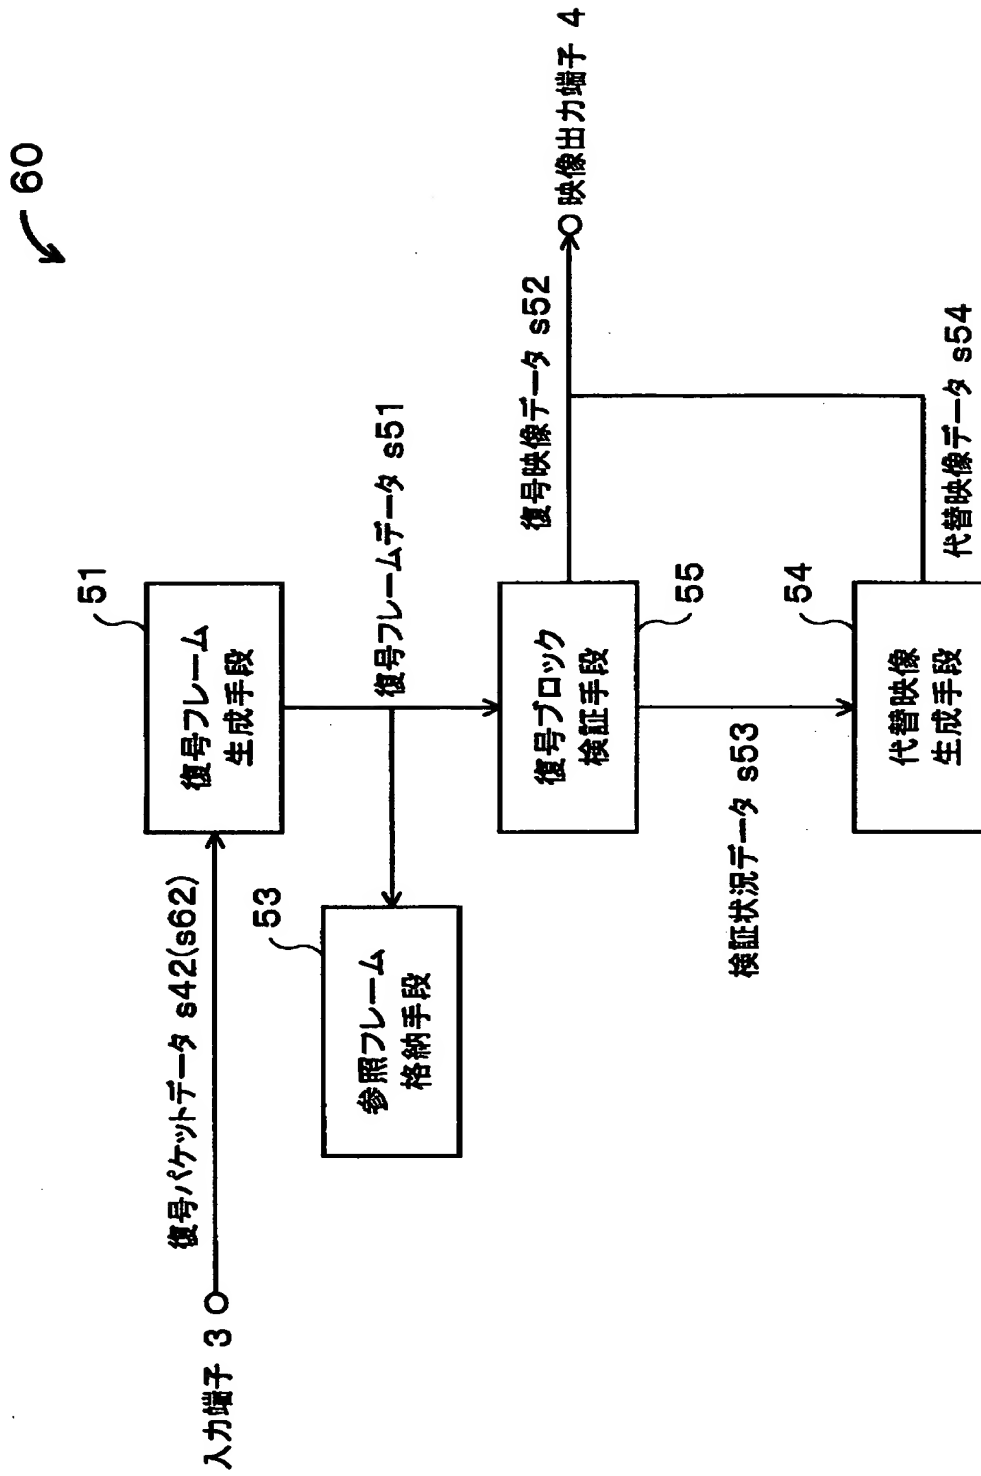 60
入力端子 3
復号パケットデータ s42(s62)
51
復号フレーム
生成手段
53
参照フレーム
格納手段
復号フレームデータ s51
復号ブロック
検証手段
55
復号映像データ s52
映像出力端子 4
検証状況データ s53
54
代替映像
生成手段
代替映像データ s54